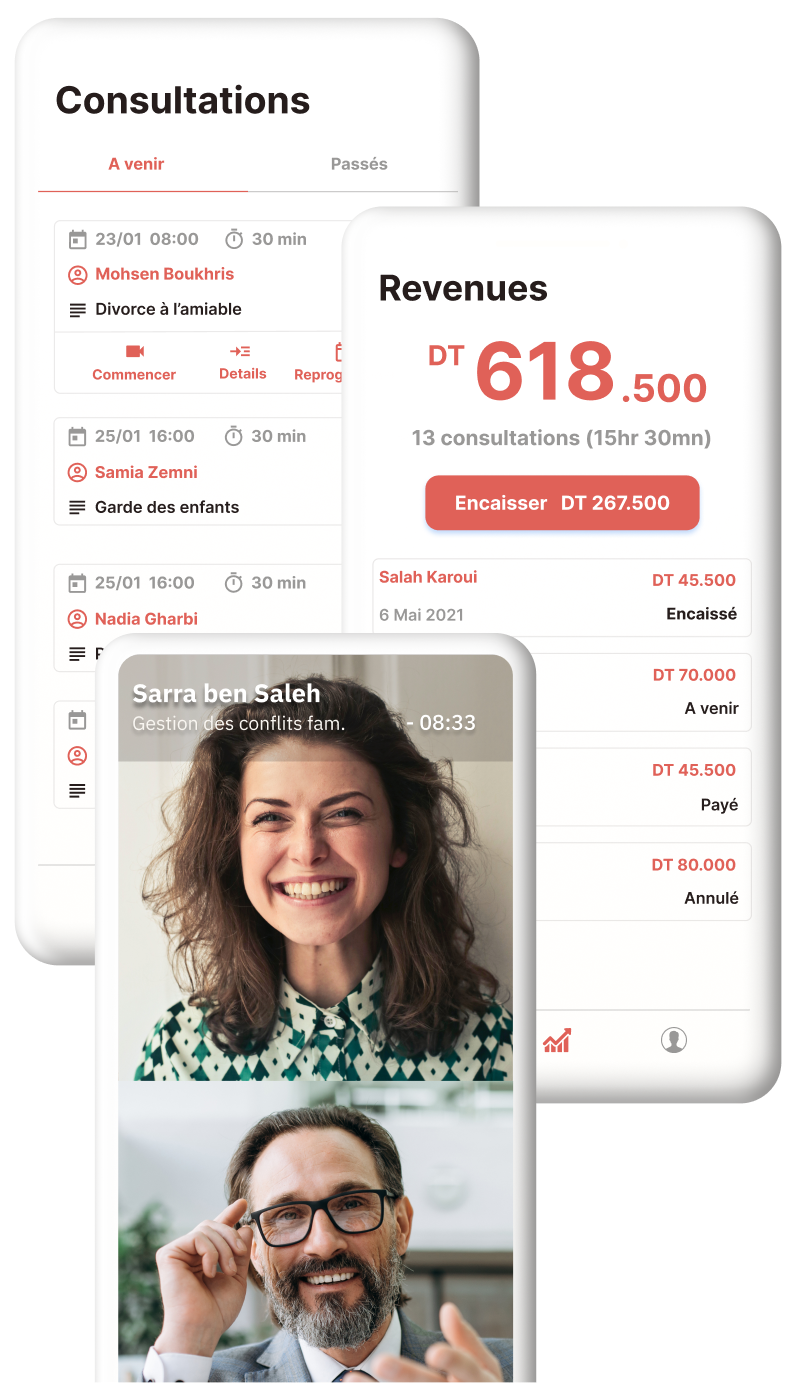 Consultations
A venir
Passés
23/01 08:00
30 min
Mohsen Boukhris
Divorce à l'amiable
Commencer
Details
25/01 16:00
30 min
Samia Zemni
Garde des enfants
25/01 16:00
30 min
Nadia Gharbi
Revenues
DT 618.500
13 consultations (15hr 30mn)
Encaisser DT 267.500
Salah Karoui
DT 45.500
6 Mai 2021
Encaissé
DT 70.000
A venir
DT 45.500
Payé
DT 80.000
Annulé
Sarra ben Saleh
Gestion des conflits fam.
- 08:33